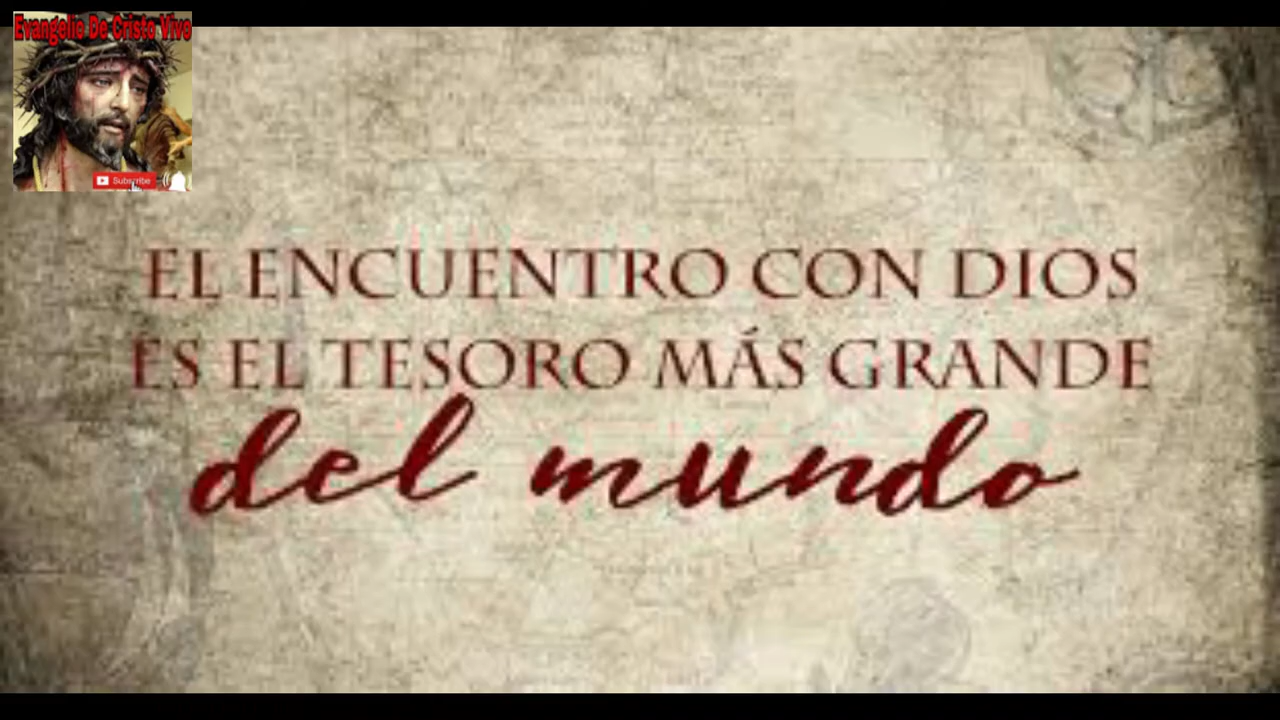 Evangelio De Cristo Vivo
Subscribe
EL ENCUENTRO CON DIOS
ES EL TESORO MÁS GRANDE
del mundo